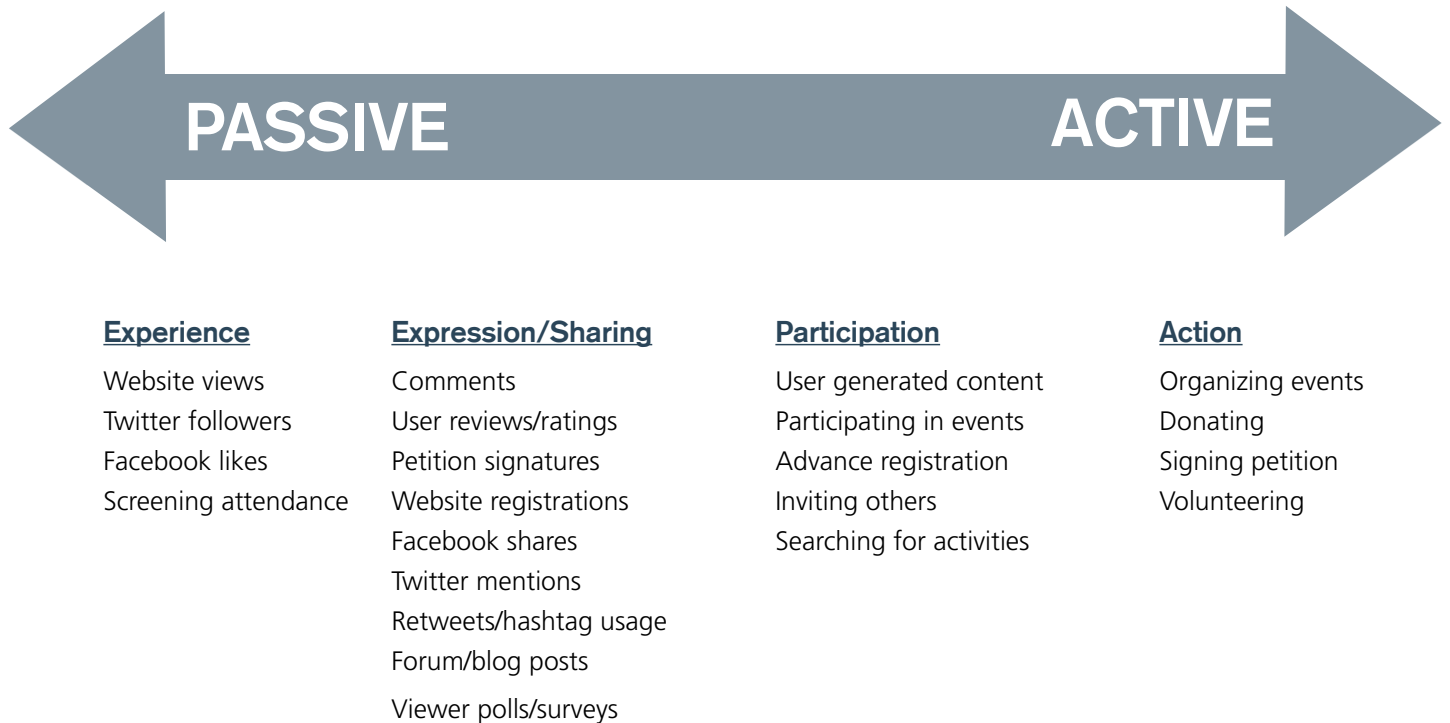 PASSIVE
ACTIVE
Experience
Website views
Twitter followers
Facebook likes
Screening attendance
Expression/Sharing
Comments
User reviews/ratings
Petition signatures
Website registrations
Facebook shares
Twitter mentions
Retweets/hashtag usage
Forum/blog posts
Viewer polls/surveys
Participation
User generated content
Participating in events
Advance registration
Inviting others
Searching for activities
Action
Organizing events
Donating
Signing petition
Volunteering